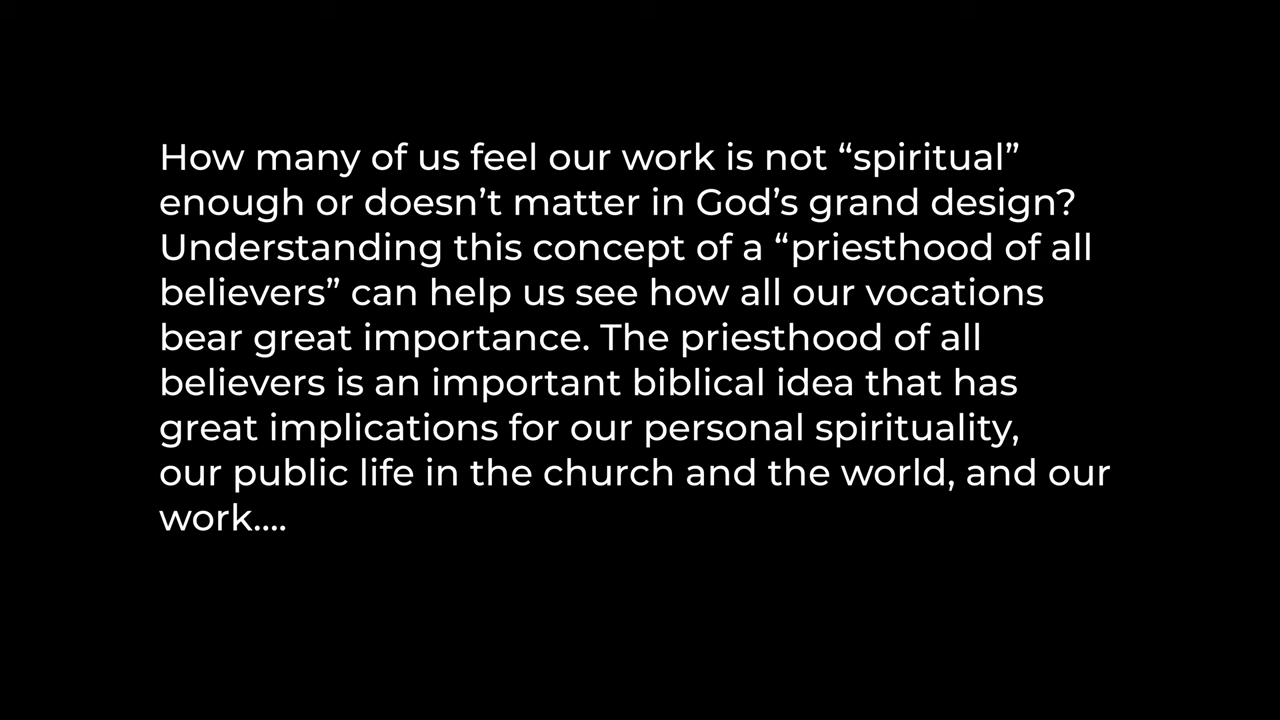 How many of us feel our work is not “spiritual”
enough or doesn’t matter in God’s grand design?
Understanding this concept of a “priesthood of all
believers” can help us see how all our vocations
bear great importance. The priesthood of all
believers is an important biblical idea that has
great implications for our personal spirituality,
our public life in the church and the world, and our
work....